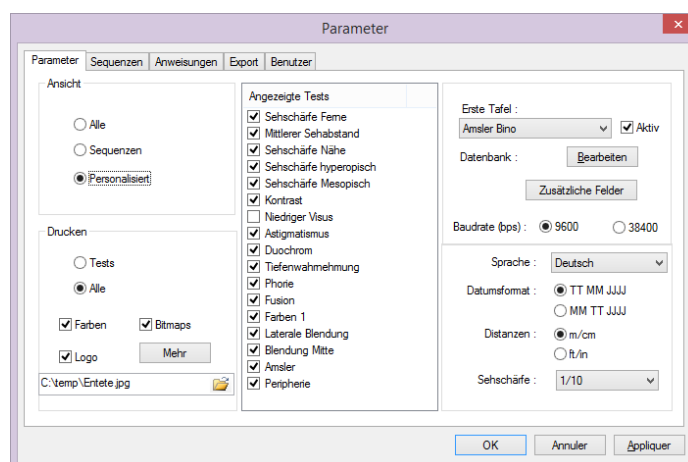 Parameter
Parameter Sequenzen Anweisungen Export Benutzer
Ansicht
Alle
Sequenzen
Personalisiert
Drucken
Tests
Alle
Farben Bitmaps
Logo Mehr
C:\temp\Entete.jpg
Angezeigte Tests
Sehschärfe Ferne
Mittlerer Sehabstand
Sehschärfe Nähe
Sehschärfe hyperopisch
Sehschärfe Mesopisch
Kontrast
Niedriger Visus
Astigmatismus
Duochrom
Tiefenwahrnehmung
Phorie
Fusion
Farben 1
Laterale Blendung
Blendung Mitte
Amsler
Peripherie
Erste Tafel :
Amsler Bino Aktiv
Datenbank : Bearbeiten
Zusätzliche Felder
Baudrate (bps) : 9600 38400
Sprache : Deutsch
Datumsformat : TT MM JJJJ
MM TT JJJJ
Distanzen : m/cm
ft/in
Sehschärfe : 1/10
OK Annuler Appliquer